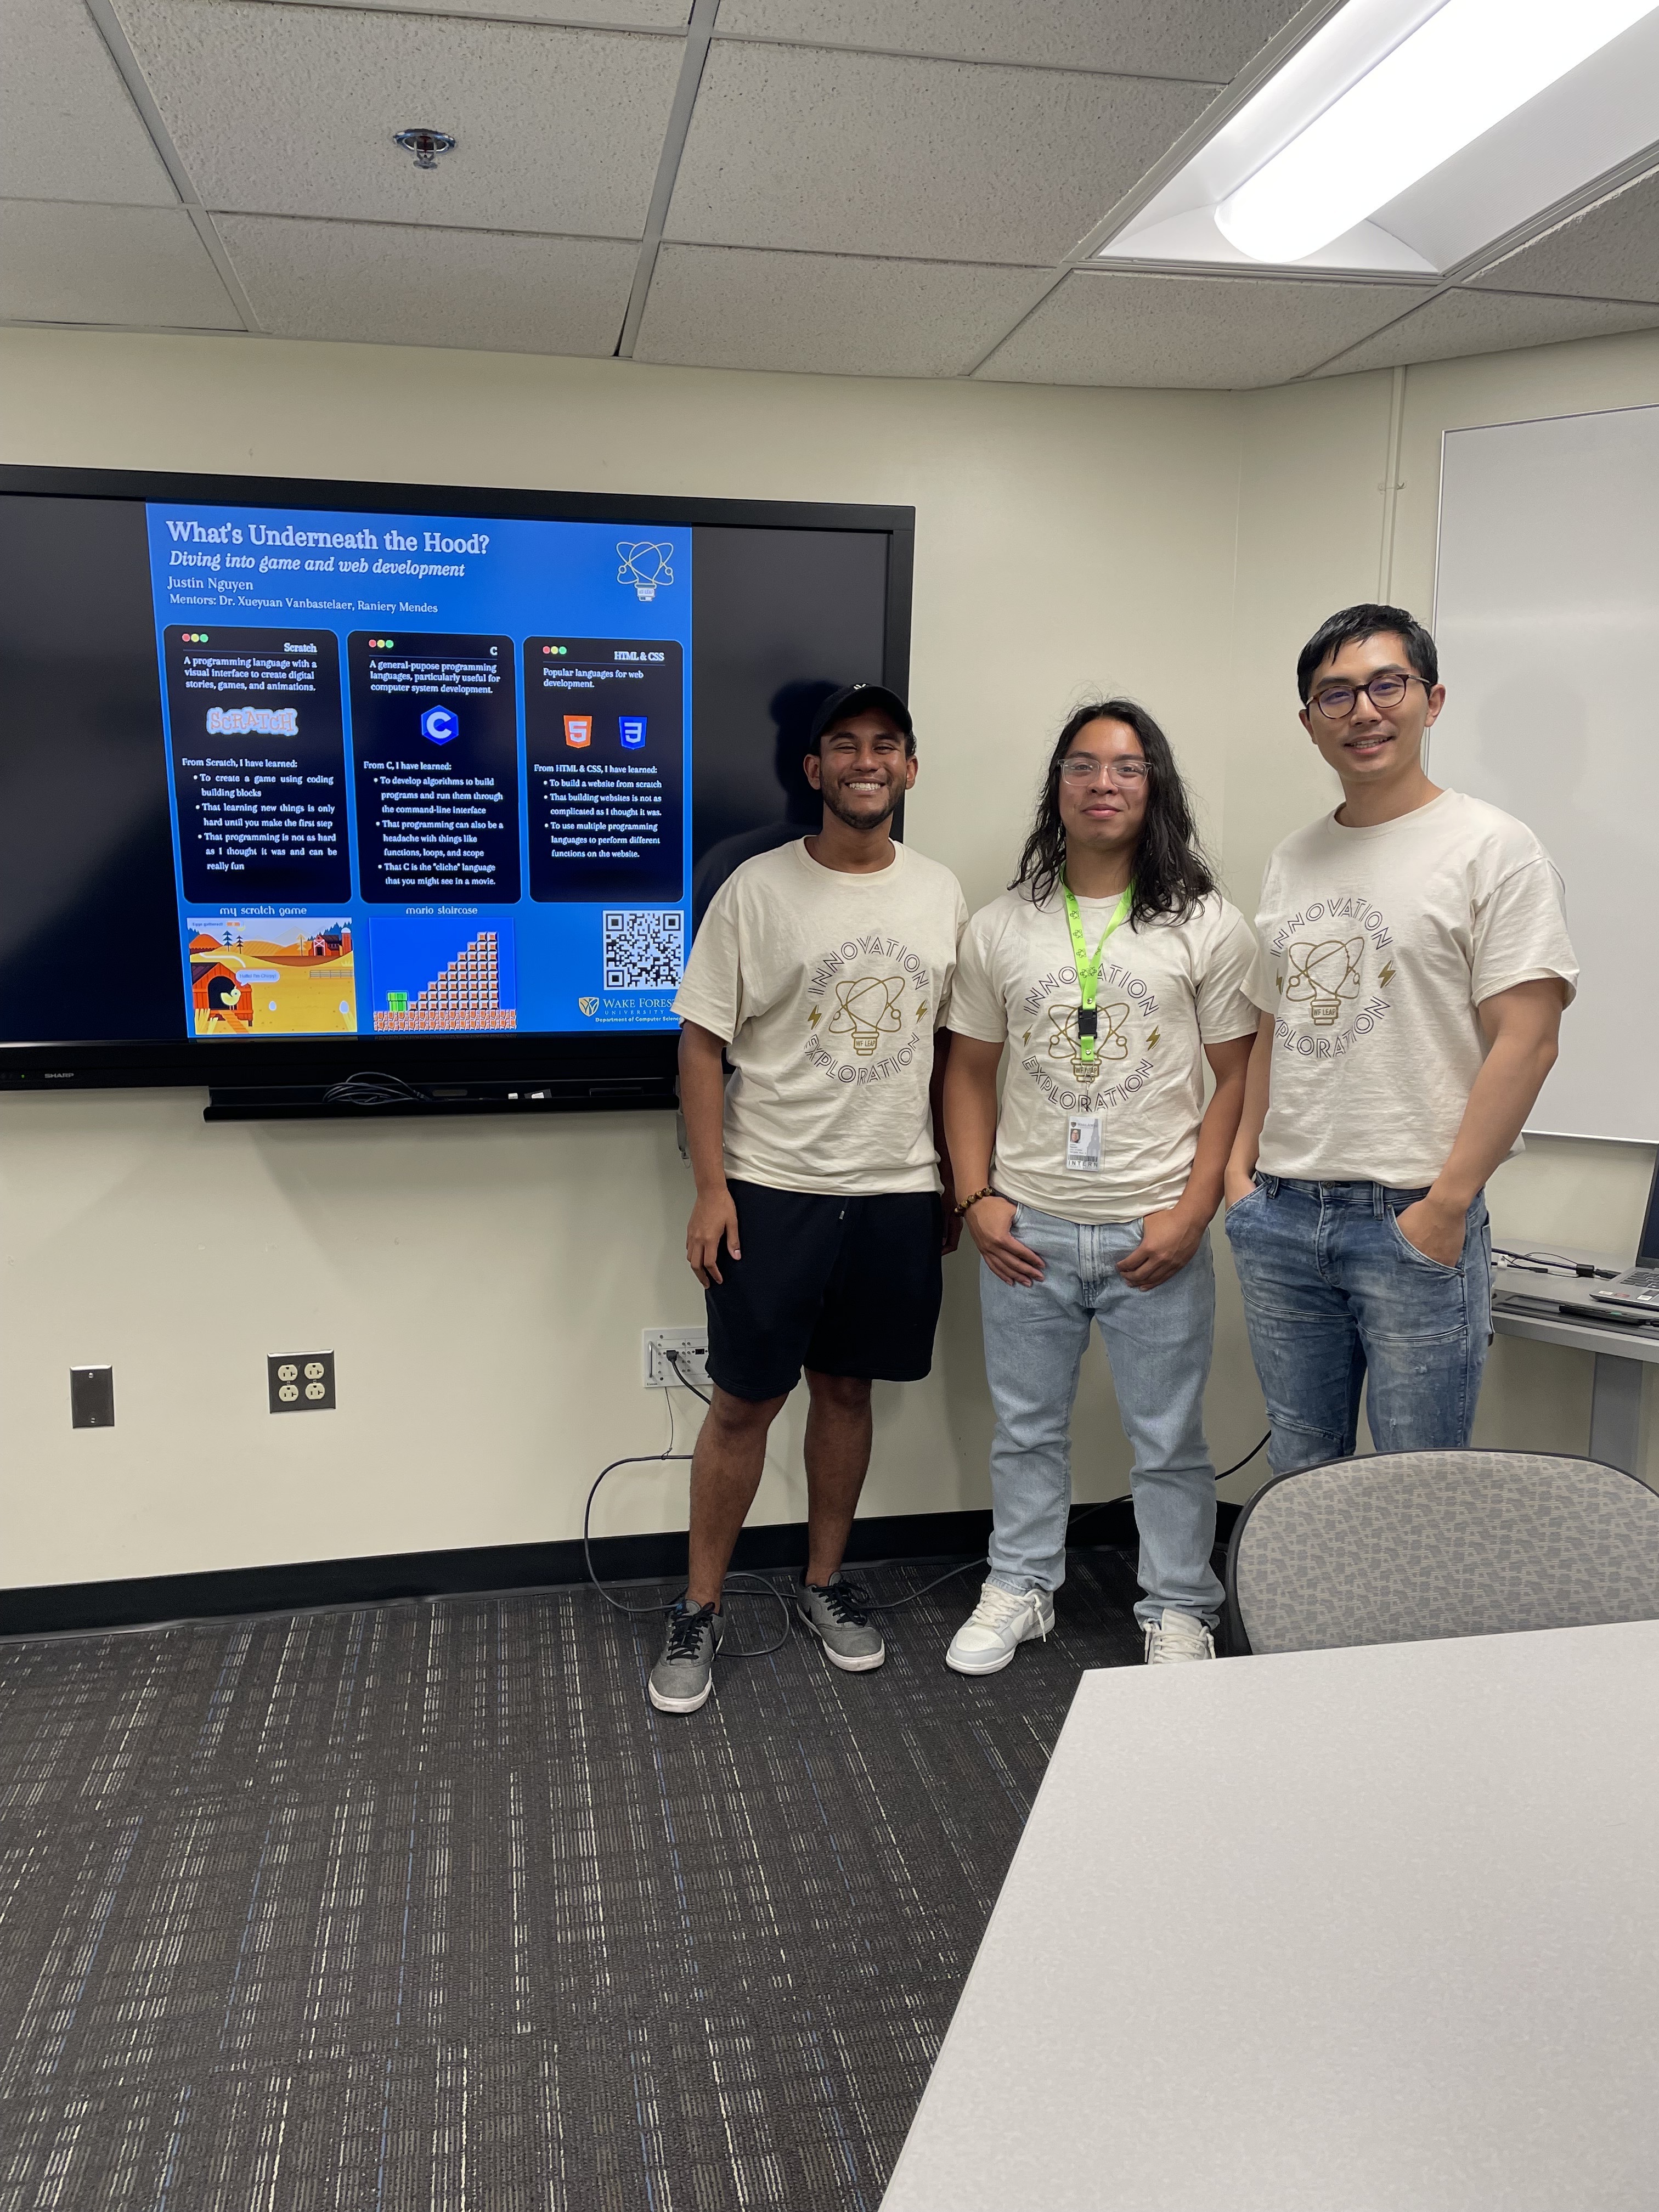 What's Underneath the Hood?
Diving into game and web development
Justin Nguyen
Mentors: Dr. Xueyuan Vanbastelaer, Raniery Mendes
Scratch
A programming language with a
visual interface to create digital
stories, games, and animations.
SCRATCH
From Scratch, I have learned:
• To create a game using coding
building blocks
• That learning new things is only
hard until you make the first step
• That programming is not as hard
as I thought it was and can be
really fun
C
A general-pupose programming
languages, particularly useful for
computer system development.
C
From C, I have learned:
• To develop algorithms to build
programs and run them through
the command-line interface
• That programming can also be a
headache with things like
functions, loops, and scope
• That C is the "cliche" language
that you might see in a movie.
HTML & CSS
Popular languages for web
development.
5
3
From HTML & CSS, I have learned:
• To build a website from scratch
• That building websites is not as
complicated as I thought it was.
• To use multiple programming
languages to perform different
functions on the website.
my scratch game
mario staircase
WAKE FOREST
UNIVERSITY
Department of Computer Science
SHARP
INNOVATION
WF LEAP
EXPLORATION
INNOVATION
WF LEAP
EXPLORATION
INTERN
INNOVATION
WF LEAP
EXPLORATION